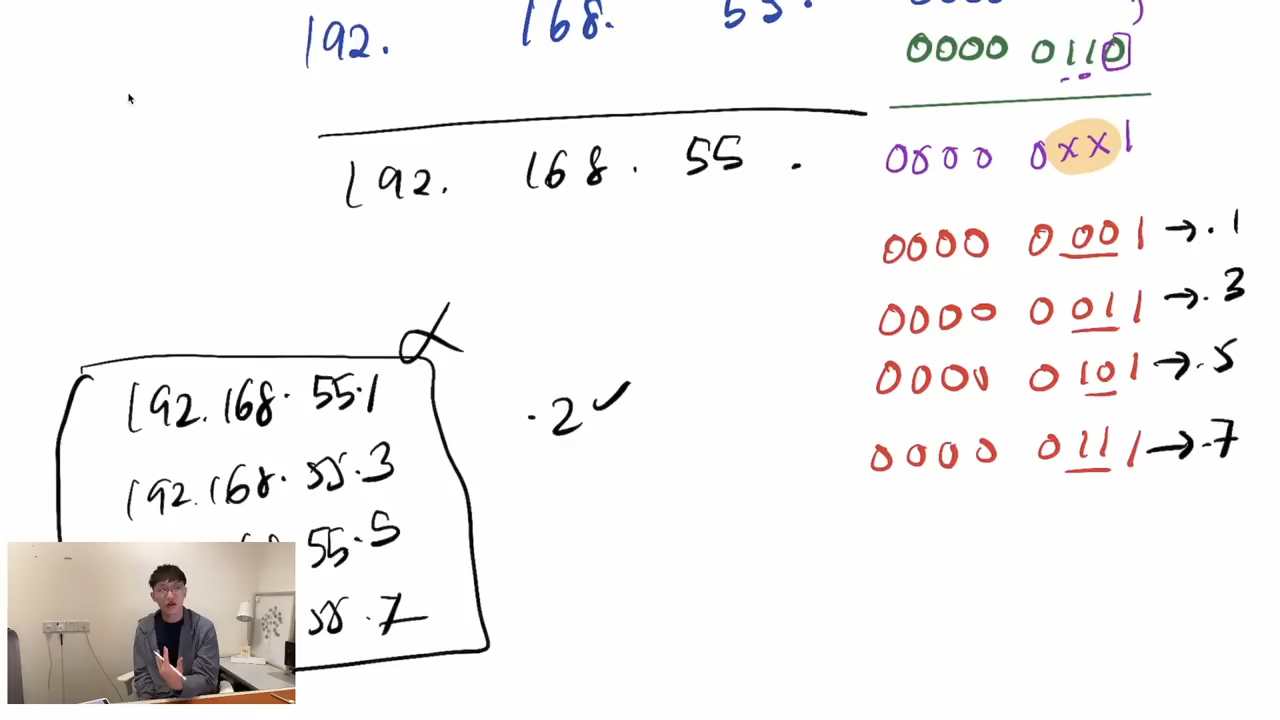 192. 168. 55.
0000 0110
192. 168. 55 .
0000 0xx1
0000 0001 → .1
0000 0011 → .3
0000 0101 → .5
0000 0111 → .7
192.168.55.1
192.168.55.3
55.5
55.7
.2 ✓